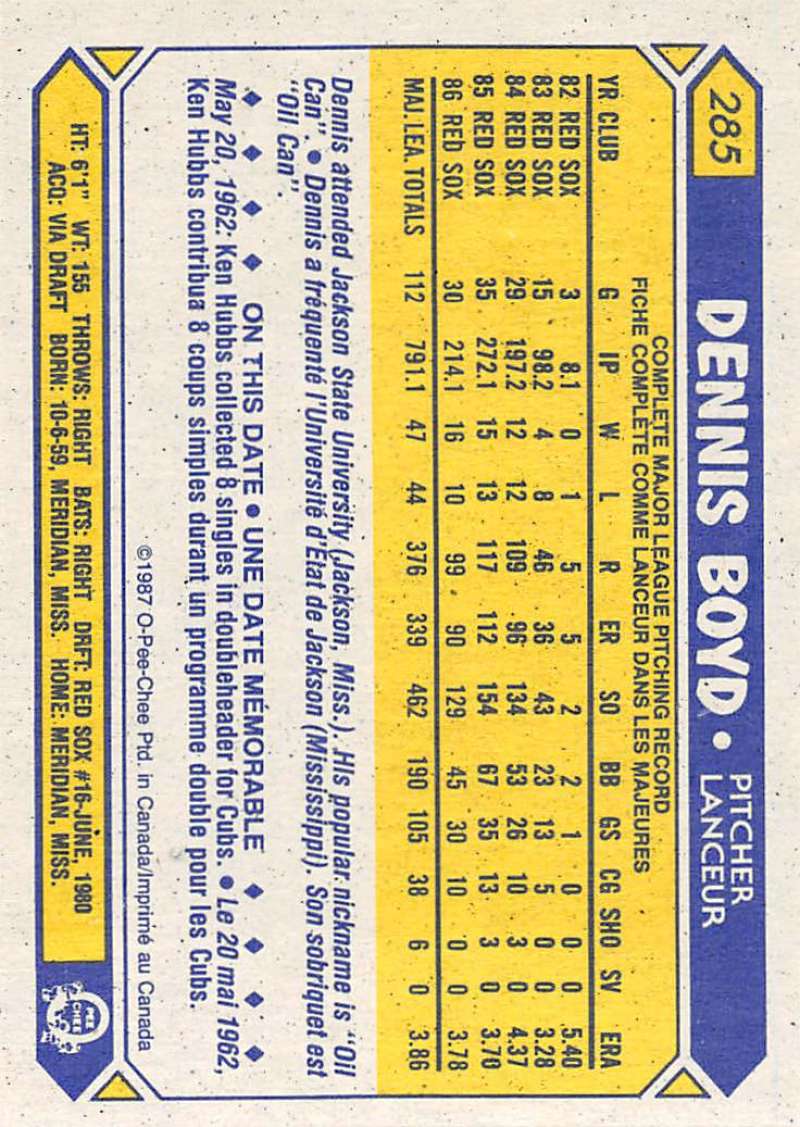 285
DENNIS BOYD • PITCHER
LANCEUR
COMPLETE MAJOR LEAGUE PITCHING RECORD
FICHE COMPLETE COMME LANCEUR DANS LES MAJEURES
YR CLUB G IP W L R ER SO BB GS CG SHO SV ERA
82 RED SOX 3 8.1 0 1 5 5 2 2 1 0 0 0 5.40
83 RED SOX 15 98.2 4 8 46 36 43 23 13 5 0 0 3.28
84 RED SOX 29 197.2 12 12 109 96 134 53 26 10 3 0 4.37
85 RED SOX 35 272.1 15 13 117 112 154 67 35 13 3 0 3.70
86 RED SOX 30 214.1 16 10 99 90 129 45 30 10 0 0 3.78
MAJ. LEA. TOTALS 112 791.1 47 44 376 339 462 190 105 38 6 0 3.86
Dennis attended Jackson State University (Jackson, Miss.). His popular nickname is "Oil
Can". • Dennis a fréquenté l'Université d'Etat de Jackson (Mississippi). Son sobriquet est
"Oil Can".
◆ ◆ ◆ ◆ ON THIS DATE • UNE DATE MÉMORABLE ◆ ◆ ◆ ◆
May 20, 1962: Ken Hubbs collected 8 singles in doubleheader for Cubs. • Le 20 mai 1962,
Ken Hubbs contribua 8 coups simples durant un programme double pour les Cubs.
©1987 O-Pee-Chee Ptd. in Canada/Imprimé au Canada
HT: 6'1" WT: 155 THROWS: RIGHT BATS: RIGHT DRFT: RED SOX #16-JUNE, 1980
ACQ: VIA DRAFT BORN: 10-6-59, MERIDIAN, MISS. HOME: MERIDIAN, MISS.
O
PEE
CHEE